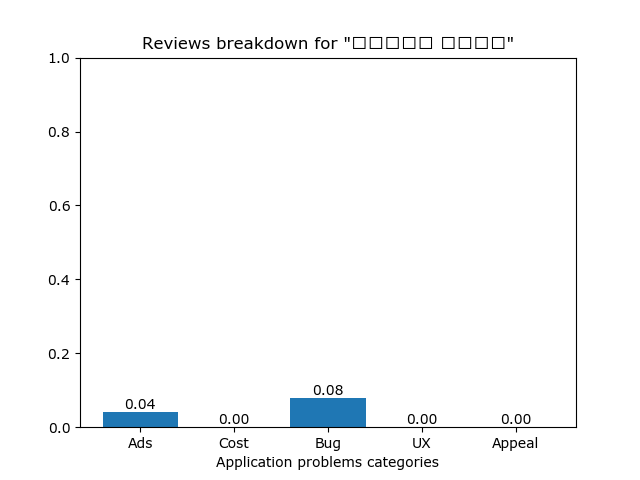 Reviews breakdown for "□□□□□ □□□□"
1.0
0.8
0.6
0.4
0.2
0.0
0.04
0.00
0.08
0.00
0.00
Ads
Cost
Bug
UX
Appeal
Application problems categories